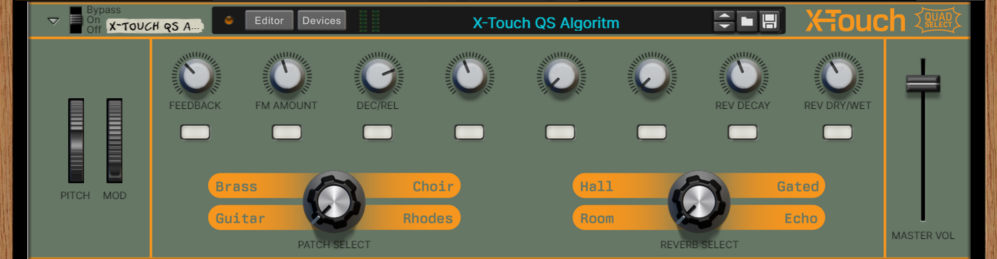 Bypass
On
Off
X-TOUCH QS A...
Editor
Devices
X-Touch QS Algoritm
X-Touch
QUAD
SELECT
FEEDBACK
FM AMOUNT
DEC/REL
REV DECAY
REV DRY/WET
PITCH
MOD
Brass
Choir
Guitar
Rhodes
PATCH SELECT
Hall
Gated
Room
Echo
REVERB SELECT
MASTER VOL